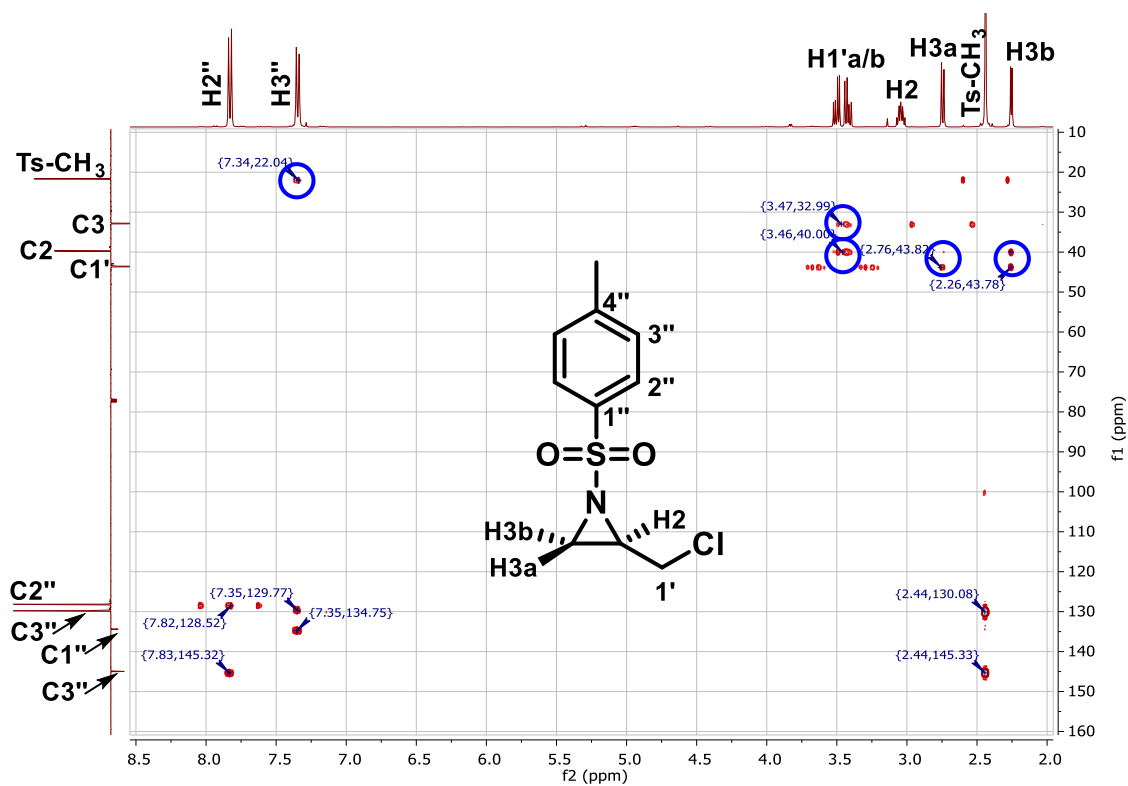 H2"
H3"
H1'a/b
H2
H3a
Ts-CH3
H3b
Ts-CH3
C3
C2
C1'
{7.34,22.04}
{3.47,32.99}
{3.46,40.00}
{2.76,43.82}
{2.26,43.78}
4"
3"
2"
1"
O=S=O
N
H3b
H3a
H2
Cl
1'
C2"
C3"
C1"
C3"
{7.35,129.77}
{7.82,128.52}
{7.35,134.75}
{7.83,145.32}
{2.44,130.08}
{2.44,145.33}
10
20
30
40
50
60
70
80
90
100
110
120
130
140
150
160
f1 (ppm)
8.5 8.0 7.5 7.0 6.5 6.0 5.5 5.0 4.5 4.0 3.5 3.0 2.5 2.0
f2 (ppm)